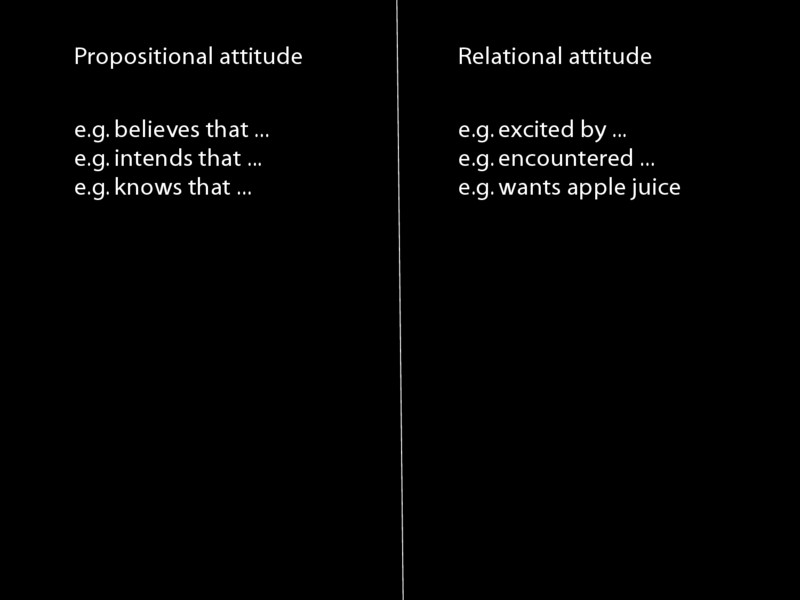 Propositional attitude
e.g. believes that ...
e.g. intends that ...
e.g. knows that ...
Relational attitude
e.g. excited by ...
e.g. encountered ...
e.g. wants apple juice